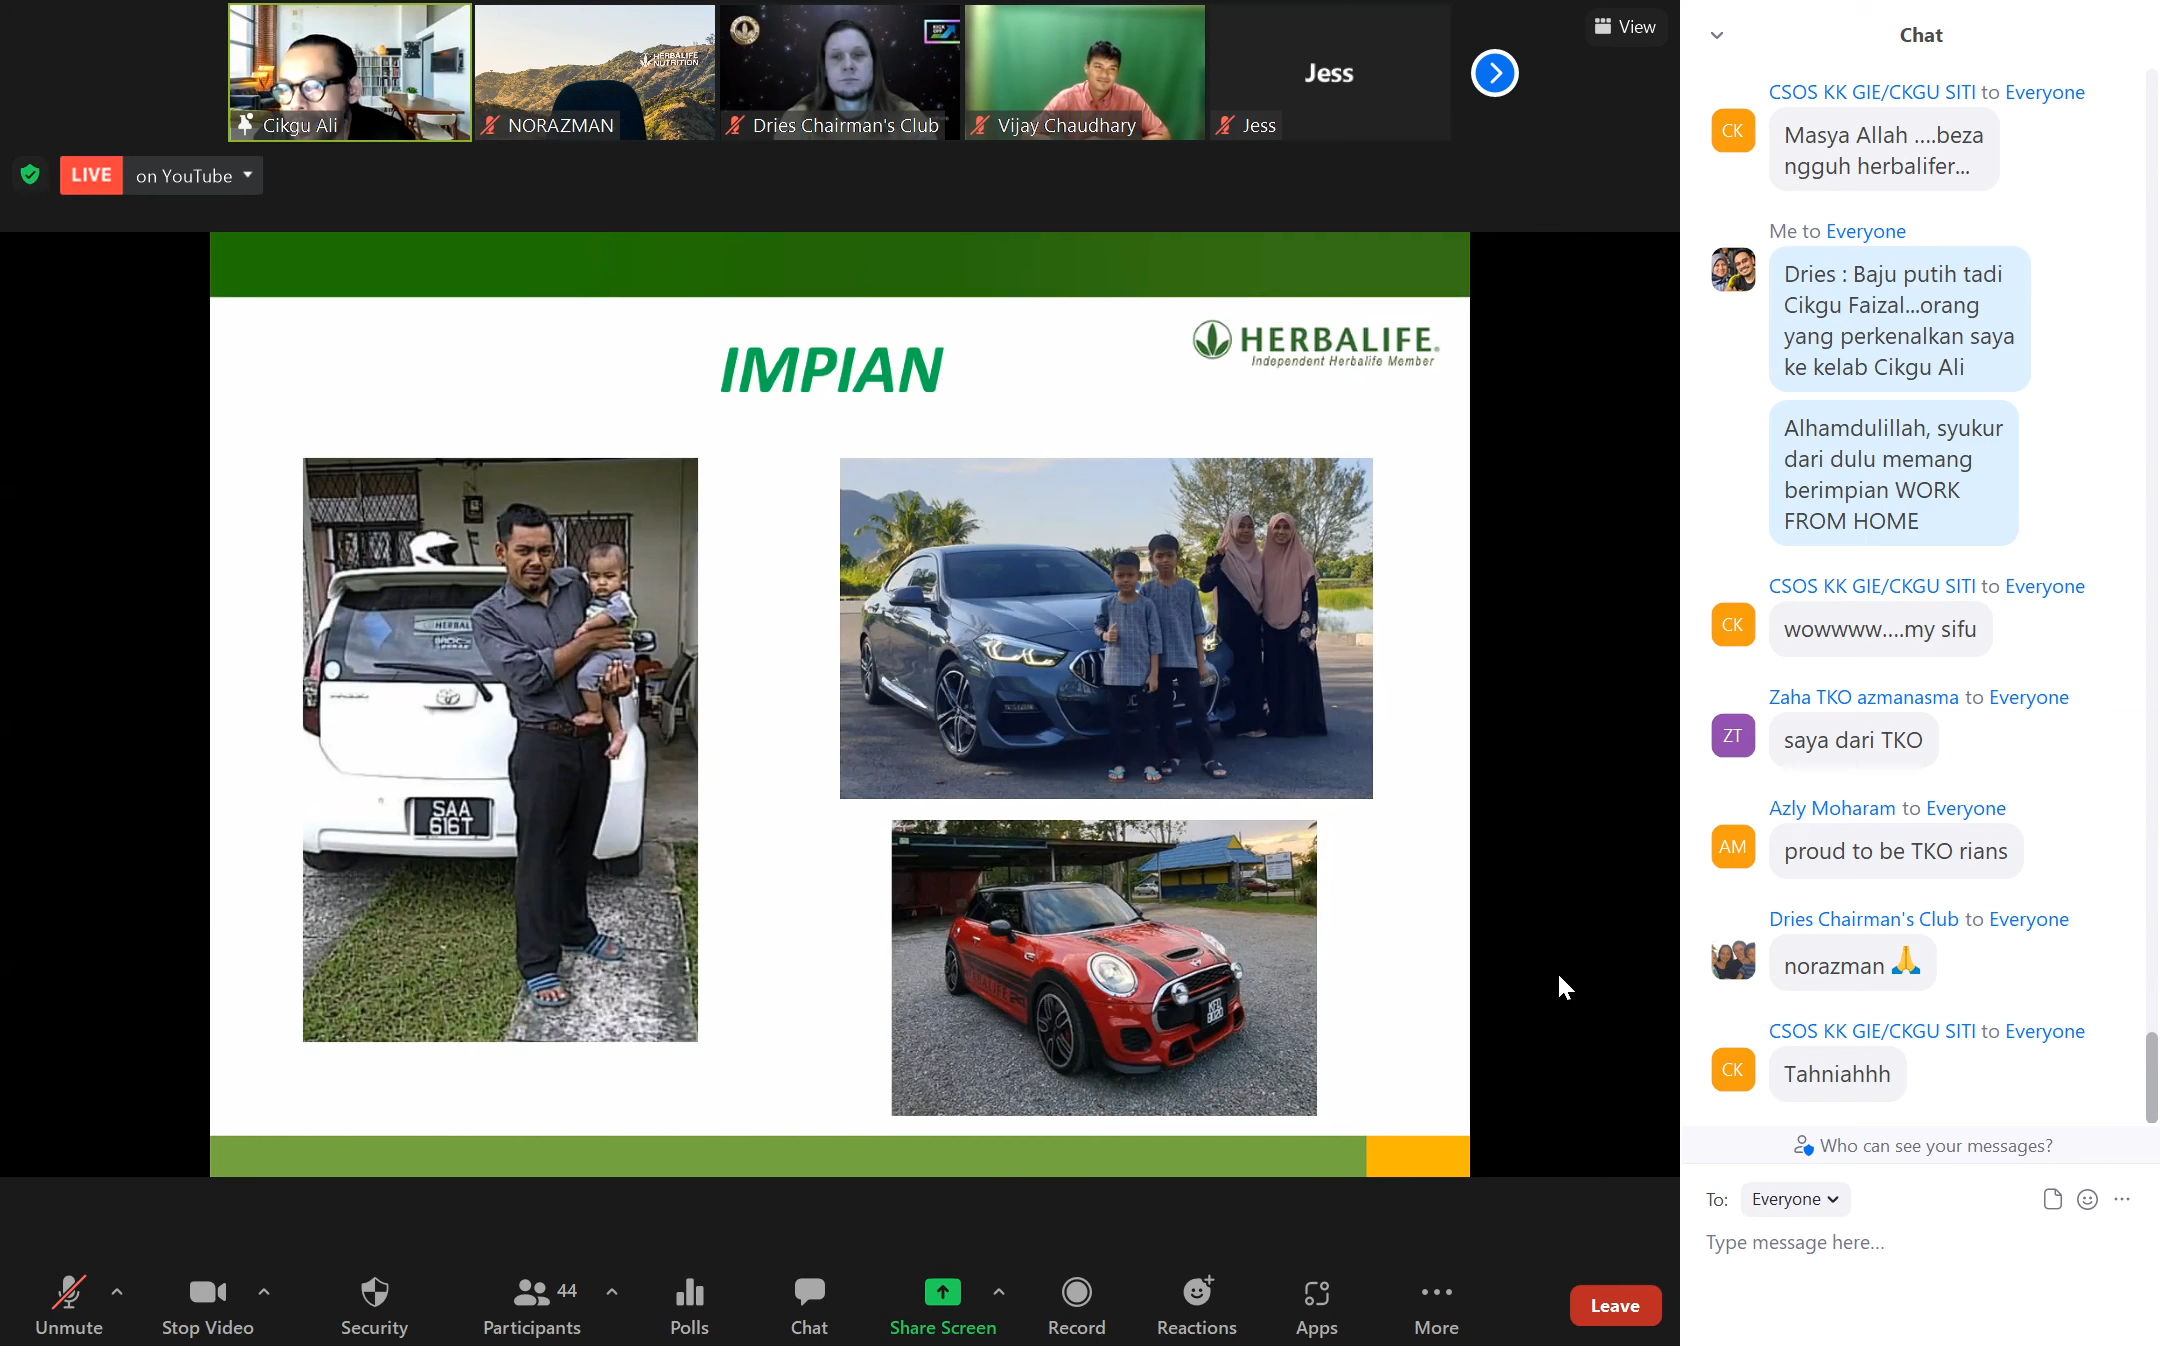 HERBALIFE
NUTRITION
Jess
View
Cikgu Ali
NORAZMAN
Dries Chairman's Club
Vijay Chaudhary
Jess
LIVE
on YouTube
IMPIAN
HERBALIFE
Independent Herbalife Member
HERBAL
SAA
616T
Unmute
Stop Video
Security
44
Participants
Polls
Chat
Share Screen
Record
Reactions
Apps
More
Leave
Chat
CSOS KK GIE/CKGU SITI to Everyone
CK
Masya Allah ....beza
ngguh herbalifer...
Me to Everyone
Dries : Baju putih tadi
Cikgu Faizal...orang
yang perkenalkan saya
ke kelab Cikgu Ali
Alhamdulillah, syukur
dari dulu memang
berimpian WORK
FROM HOME
CSOS KK GIE/CKGU SITI to Everyone
CK
wowwww....my sifu
Zaha TKO azmanasma to Everyone
ZT
saya dari TKO
Azly Moharam to Everyone
AM
proud to be TKO rians
Dries Chairman's Club to Everyone
norazman 🙏
CSOS KK GIE/CKGU SITI to Everyone
CK
Tahniahhh
Who can see your messages?
To: Everyone
Type message here...